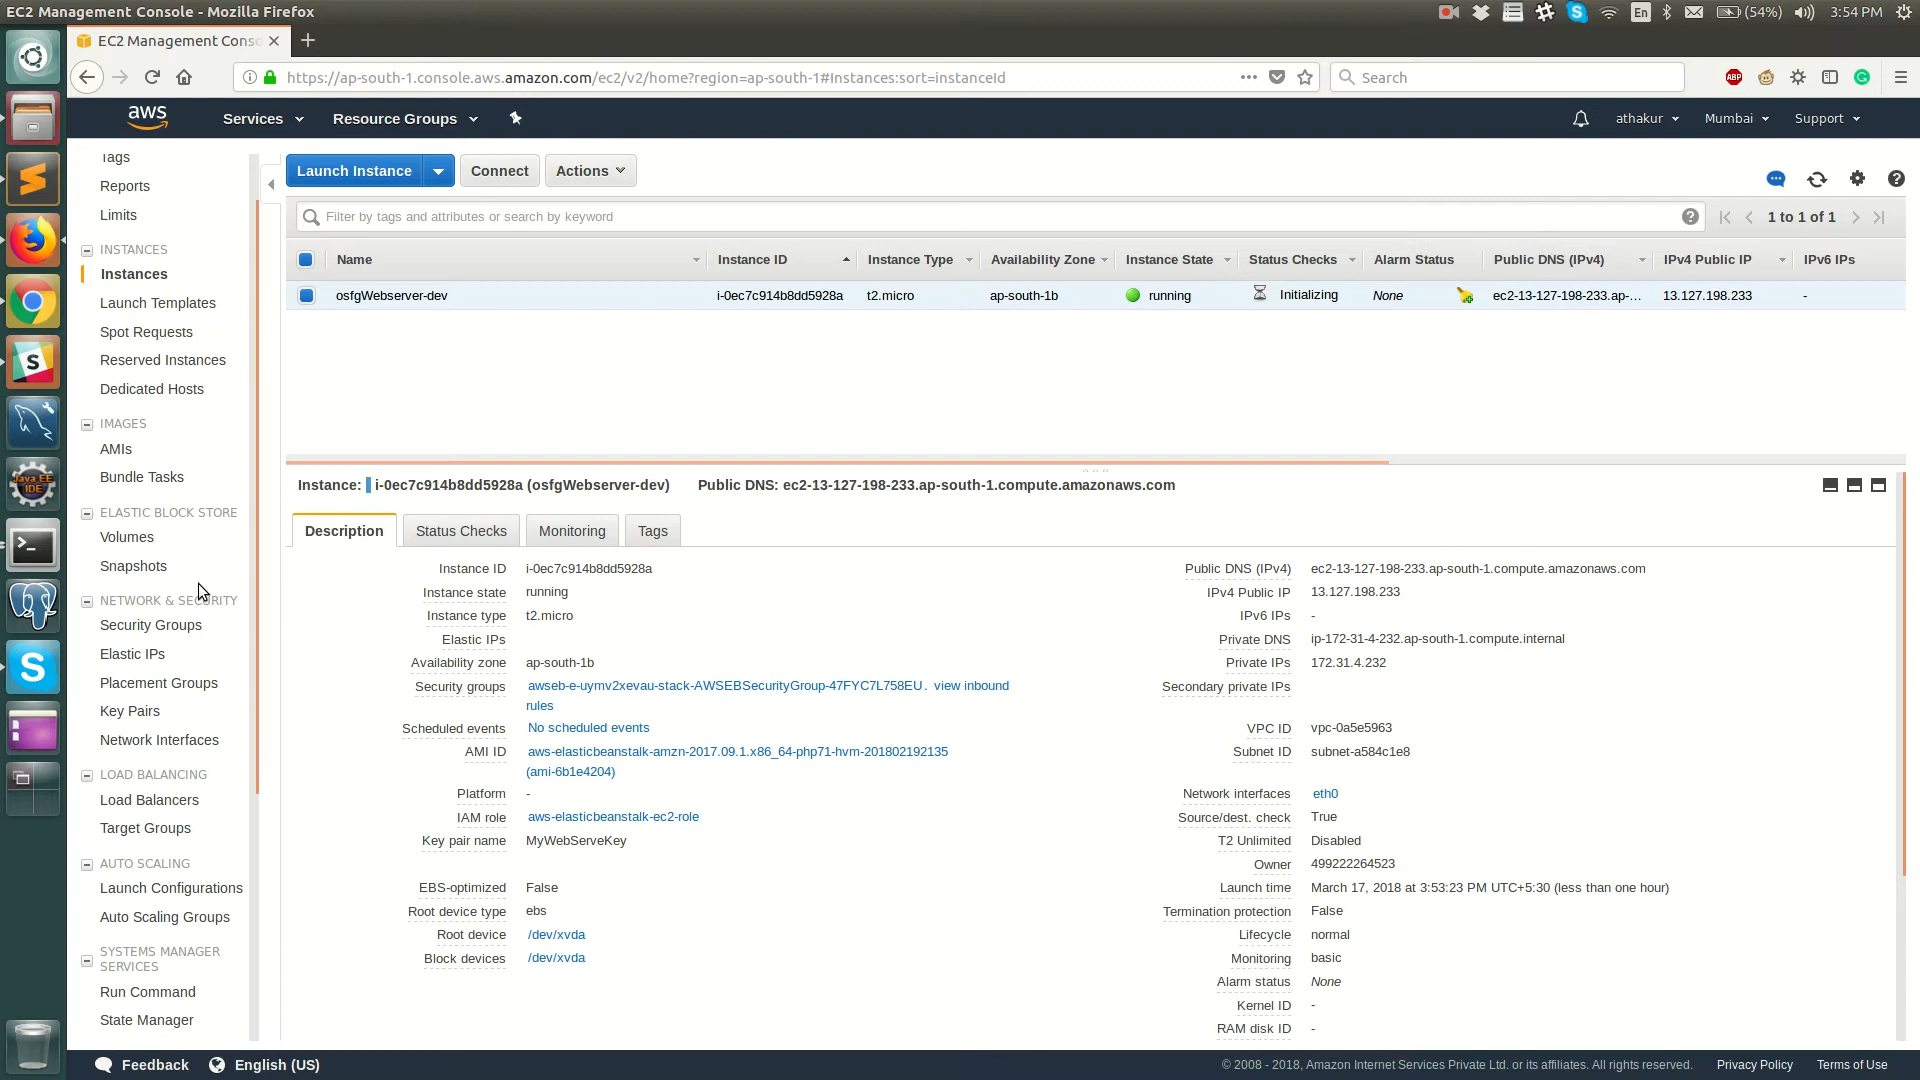 EC2 Management Console - Mozilla Firefox
En
(54%)
3:54 PM
EC2 Management Conso
https://ap-south-1.console.aws.amazon.com/ec2/v2/home?region=ap-south-1#Instances:sort=instanceId
Search
ABP
aws
Services
Resource Groups
athakur
Mumbai
Support
Tags
Reports
Limits
INSTANCES
Instances
Launch Templates
Spot Requests
Reserved Instances
Dedicated Hosts
IMAGES
AMIs
Bundle Tasks
ELASTIC BLOCK STORE
Volumes
Snapshots
NETWORK & SECURITY
Security Groups
Elastic IPs
Placement Groups
Key Pairs
Network Interfaces
LOAD BALANCING
Load Balancers
Target Groups
AUTO SCALING
Launch Configurations
Auto Scaling Groups
SYSTEMS MANAGER
SERVICES
Run Command
State Manager
Launch Instance
Connect
Actions
Filter by tags and attributes or search by keyword
1 to 1 of 1
Name Instance ID Instance Type Availability Zone Instance State Status Checks Alarm Status Public DNS (IPv4) IPv4 Public IP IPv6 IPs
osfgWebserver-dev i-0ec7c914b8dd5928a t2.micro ap-south-1b running Initializing None ec2-13-127-198-233.ap-... 13.127.198.233 -
Instance: i-0ec7c914b8dd5928a (osfgWebserver-dev) Public DNS: ec2-13-127-198-233.ap-south-1.compute.amazonaws.com
Description Status Checks Monitoring Tags
Instance ID i-0ec7c914b8dd5928a
Instance state running
Instance type t2.micro
Elastic IPs
Availability zone ap-south-1b
Security groups awseb-e-uymv2xevau-stack-AWSEBSecurityGroup-47FYC7L758EU. view inbound
rules
Scheduled events No scheduled events
AMI ID aws-elasticbeanstalk-amzn-2017.09.1.x86_64-php71-hvm-201802192135
(ami-6b1e4204)
Platform -
IAM role aws-elasticbeanstalk-ec2-role
Key pair name MyWebServeKey
EBS-optimized False
Root device type ebs
Root device /dev/xvda
Block devices /dev/xvda
Public DNS (IPv4) ec2-13-127-198-233.ap-south-1.compute.amazonaws.com
IPv4 Public IP 13.127.198.233
IPv6 IPs -
Private DNS ip-172-31-4-232.ap-south-1.compute.internal
Private IPs 172.31.4.232
Secondary private IPs
VPC ID vpc-0a5e5963
Subnet ID subnet-a584c1e8
Network interfaces eth0
Source/dest. check True
T2 Unlimited Disabled
Owner 499222264523
Launch time March 17, 2018 at 3:53:23 PM UTC+5:30 (less than one hour)
Termination protection False
Lifecycle normal
Monitoring basic
Alarm status None
Kernel ID -
RAM disk ID -
Java EE
IDE
Feedback
English (US)
© 2008 - 2018, Amazon Internet Services Private Ltd. or its affiliates. All rights reserved.
Privacy Policy
Terms of Use